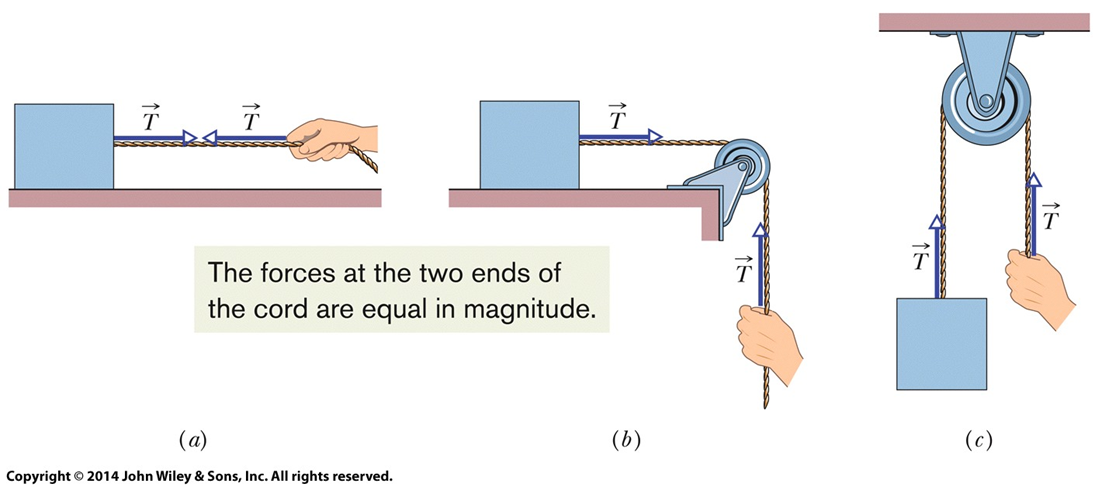 T T
T
T
T
T
The forces at the two ends of
the cord are equal in magnitude.
(a) (b) (c)
Copyright © 2014 John Wiley & Sons, Inc. All rights reserved.